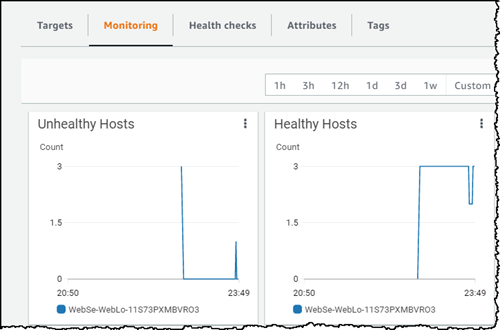 Targets Monitoring Health checks Attributes Tags
1h 3h 12h 1d 3d 1w Custom
Unhealthy Hosts
Count
3
1.5
0
20:50 23:49
WebSe-WebLo-11S73PXMBVRO3
Healthy Hosts
Count
3
1.5
0
20:50 23:49
WebSe-WebLo-11S73PXMBVRO3